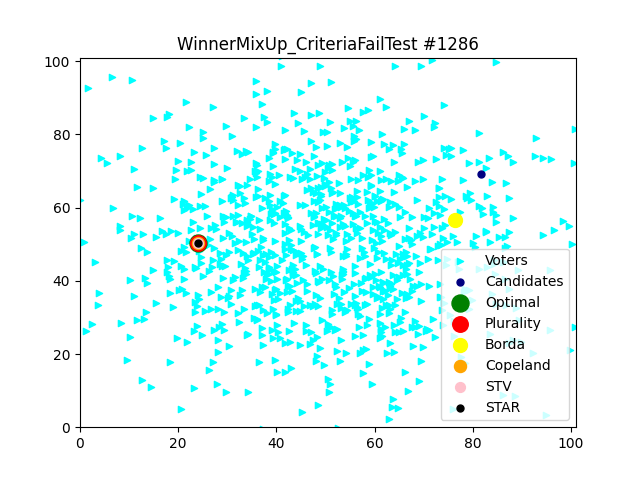 WinnerMixUp_CriteriaFailTest #1286
100
80
60
40
20
0
0 20 40 60 80 100
Voters
Candidates
Optimal
Plurality
Borda
Copeland
STV
STAR